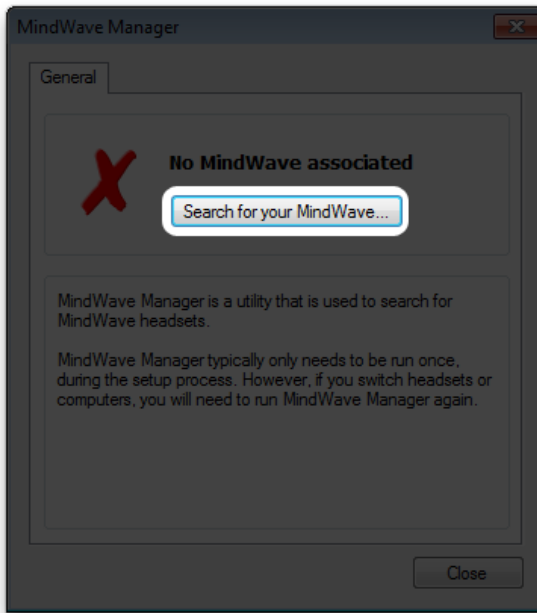 MindWave Manager
General
No MindWave associated
Search for your MindWave...
MindWave Manager is a utility that is used to search for
MindWave headsets.
MindWave Manager typically only needs to be run once,
during the setup process. However, if you switch headsets or
computers, you will need to run MindWave Manager again.
Close